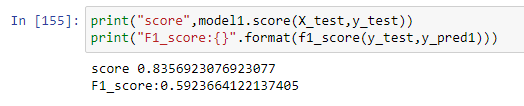 In [155]: print("score",model1.score(X_test,y_test))
print("F1_score:{}".format(f1_score(y_test,y_pred1)))
score 0.8356923076923077
F1_score:0.5923664122137405